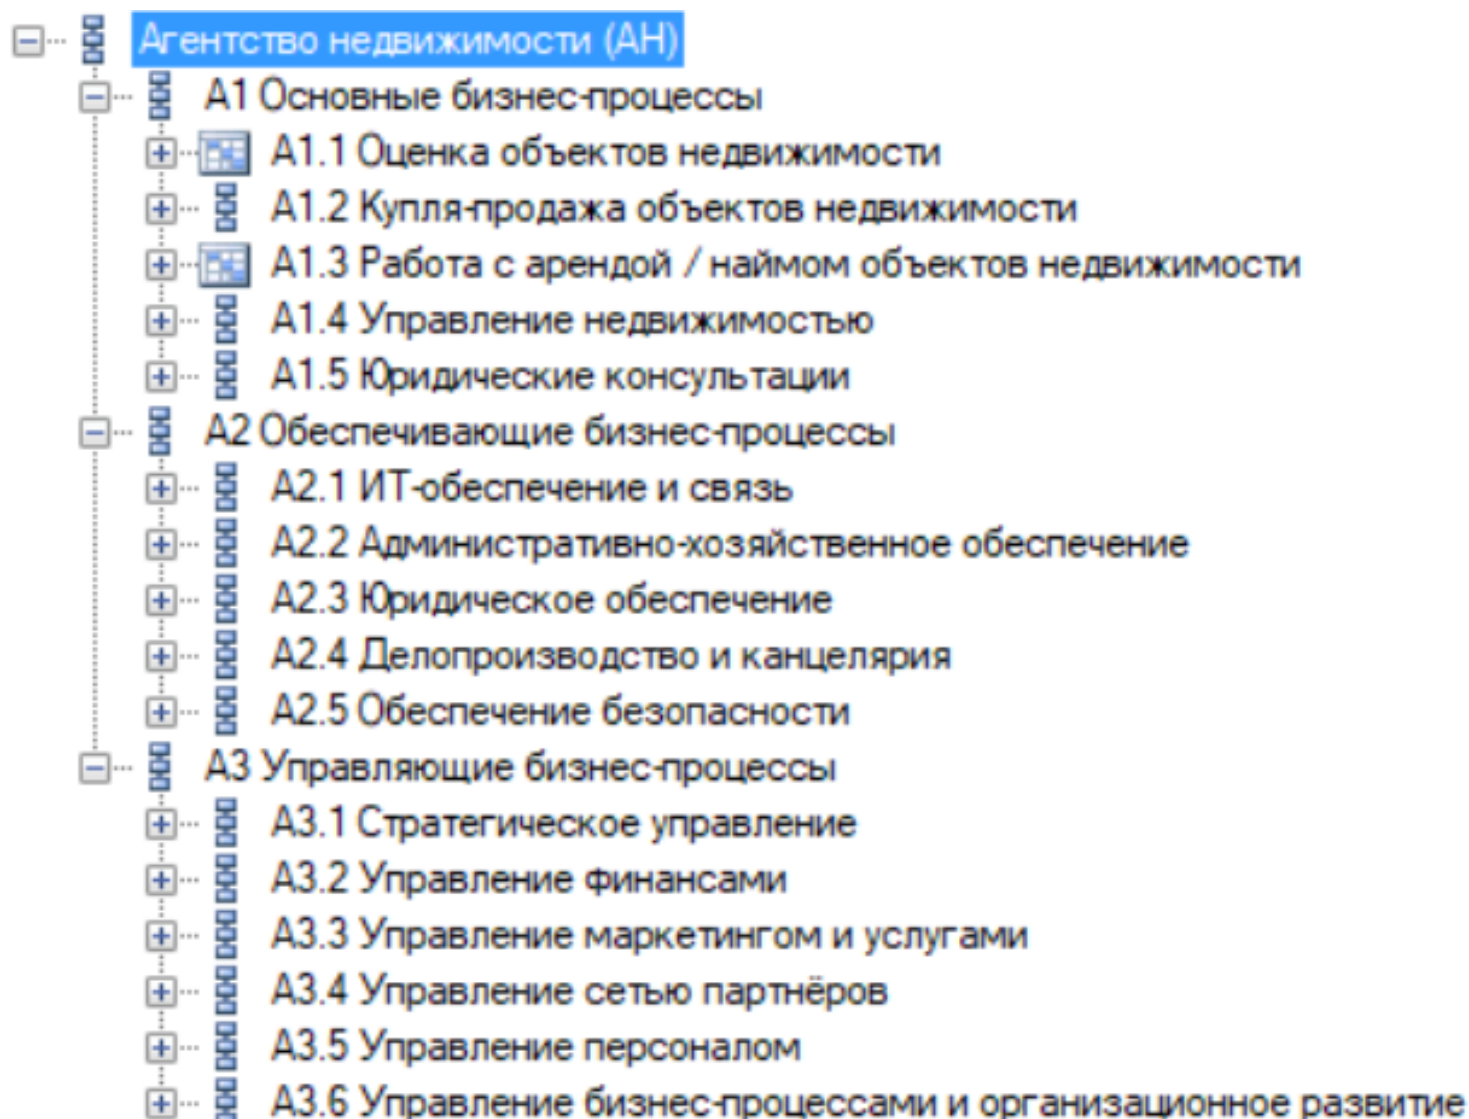 Агентство недвижимости (АН)
А1 Основные бизнес-процессы
А1.1 Оценка объектов недвижимости
А1.2 Купля-продажа объектов недвижимости
А1.3 Работа с арендой / наймом объектов недвижимости
А1.4 Управление недвижимостью
А1.5 Юридические консультации
А2 Обеспечивающие бизнес-процессы
А2.1 ИТ-обеспечение и связь
А2.2 Административно-хозяйственное обеспечение
А2.3 Юридическое обеспечение
А2.4 Делопроизводство и канцелярия
А2.5 Обеспечение безопасности
А3 Управляющие бизнес-процессы
А3.1 Стратегическое управление
А3.2 Управление финансами
А3.3 Управление маркетингом и услугами
А3.4 Управление сетью партнёров
А3.5 Управление персоналом
А3.6 Управление бизнес-процессами и организационное развитие